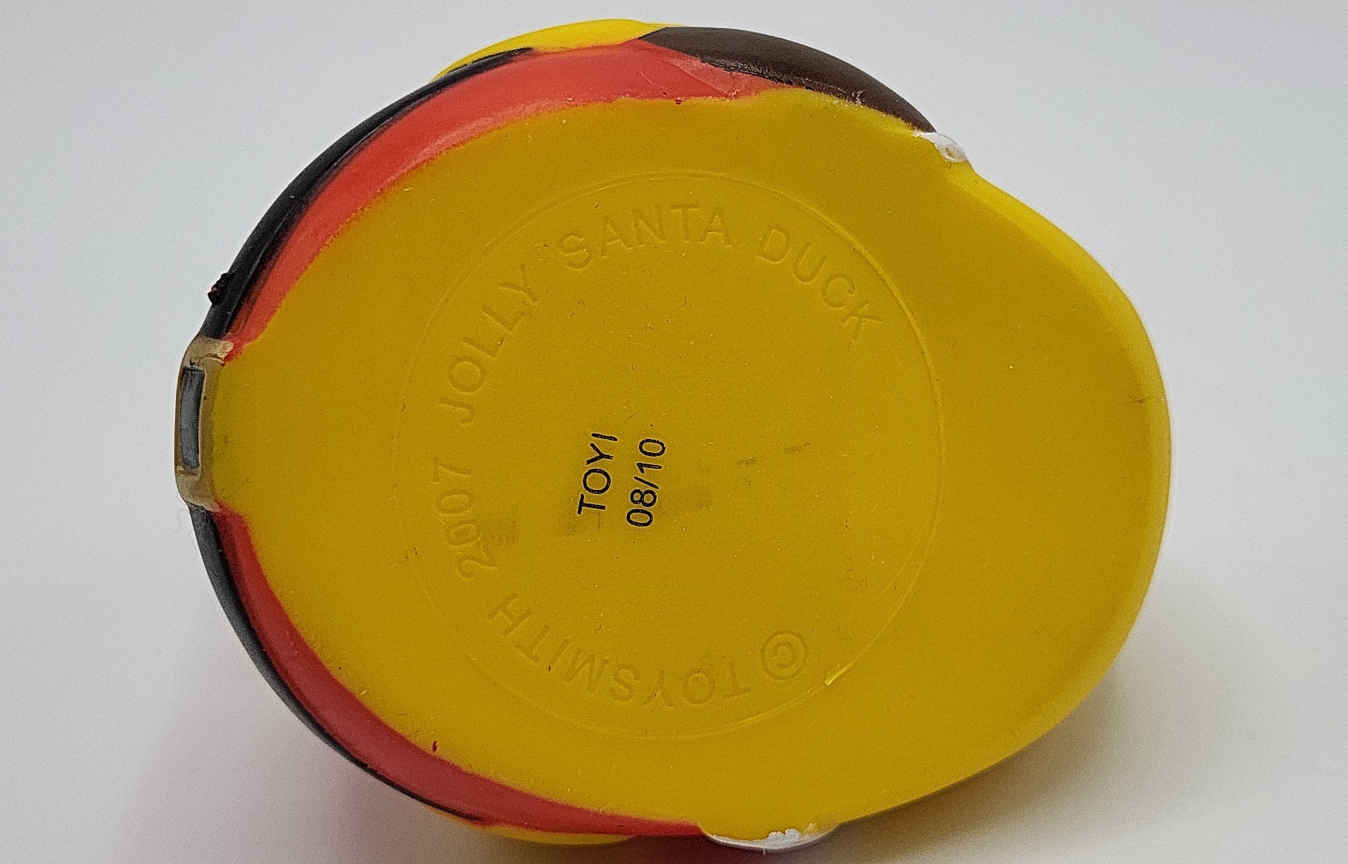 © TOYSMITH 2007 JOLLY SANTA DUCK
TOYI
08/10